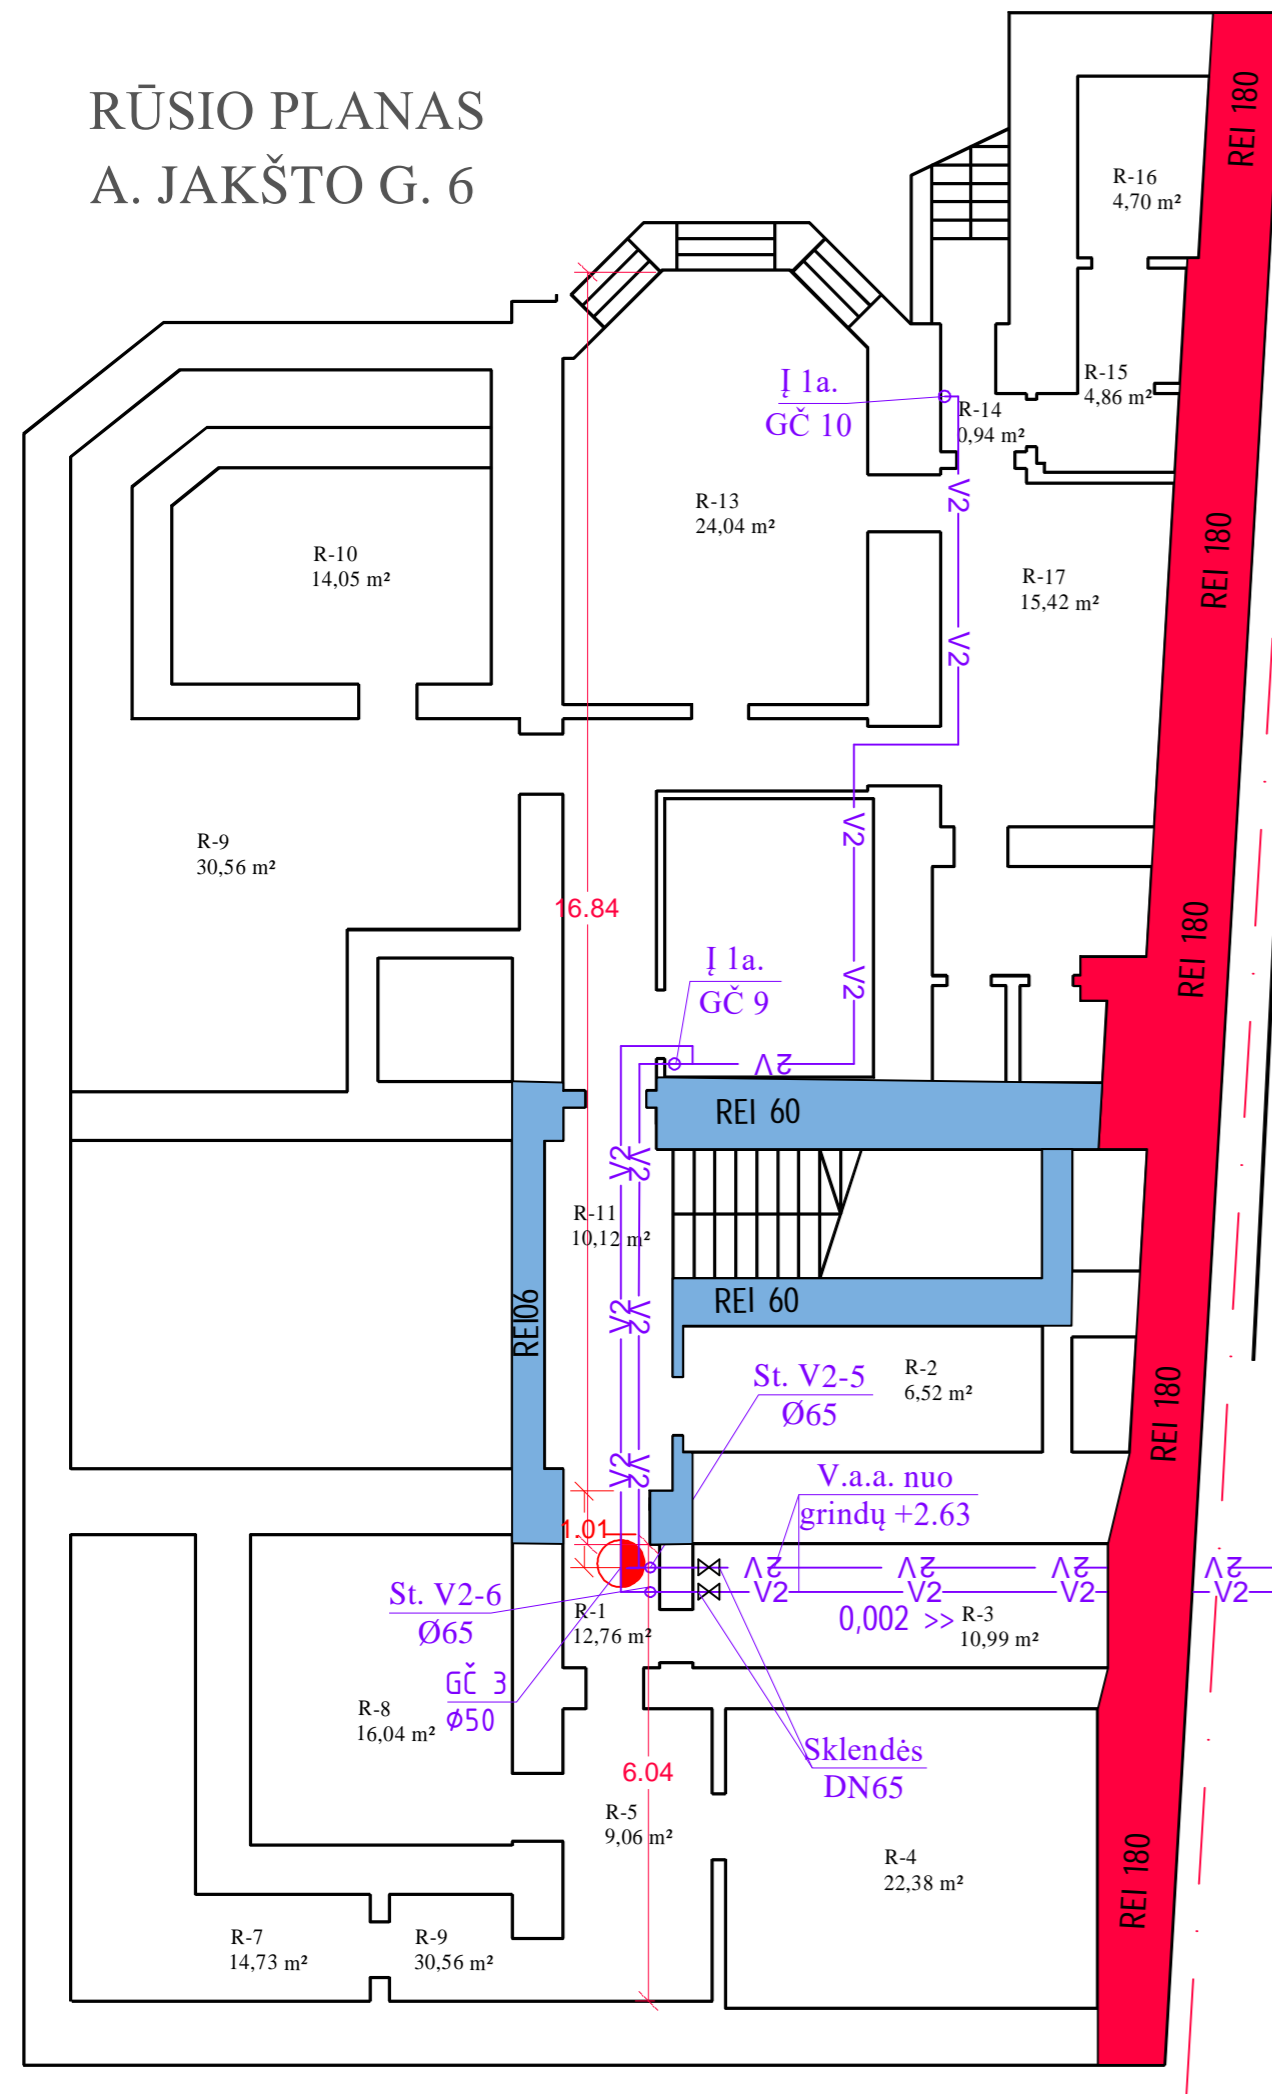 RŪSIO PLANAS
A. JAKŠTO G. 6
REI 180
R-16
4,70 m²
R-15
4,86 m²
Į 1a.
GČ 10
R-14
0,94 m²
V2
R-13
24,04 m²
R-10
14,05 m²
REI 180
R-17
15,42 m²
V2
V2
R-9
30,56 m²
16.84
REI 180
Į 1a.
GČ 9
V2
V2
REI 60
V2
V2
R-11
10,12 m²
REI 60
REI06
V2
V2
R-2
6,52 m²
St. V2-5
Ø65
REI 180
V2
V2
V.a.a. nuo
grindų +2.63
1.01
V2
V2
V2
V2
V2
V2
V2
V2
St. V2-6
Ø65
R-1
12,76 m²
0,002 >>
R-3
10,99 m²
GČ 3
Ø50
R-8
16,04 m²
Sklendės
DN65
6.04
R-5
9,06 m²
R-4
22,38 m²
REI 180
R-7
14,73 m²
R-9
30,56 m²